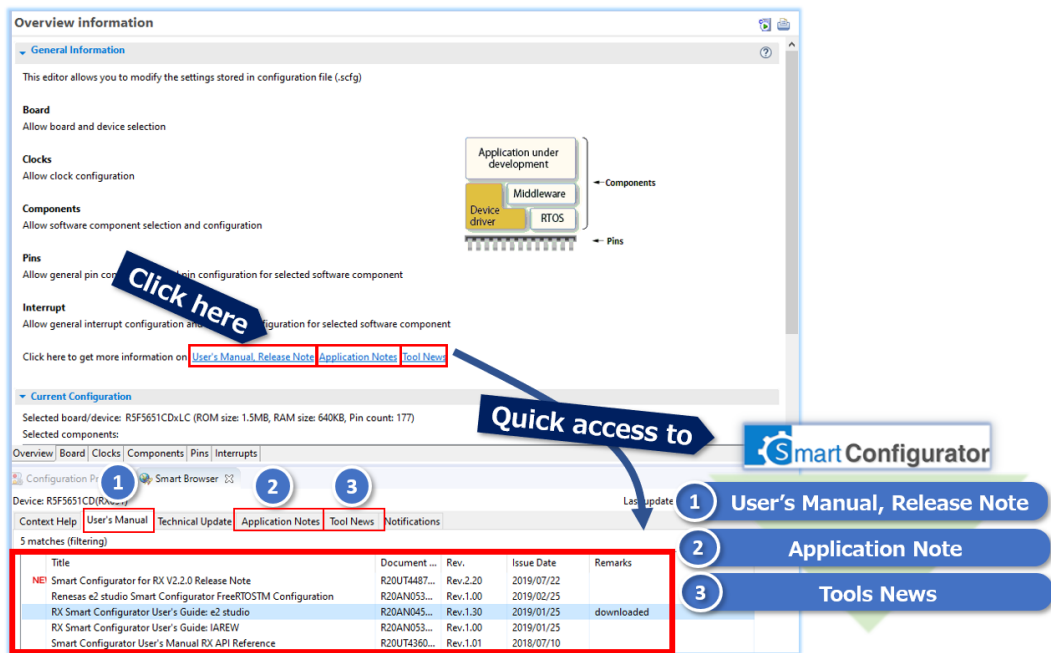 Overview information
General Information
This editor allows you to modify the settings stored in configuration file (.scfg)
Board
Allow board and device selection
Clocks
Allow clock configuration
Components
Allow software component selection and configuration
Pins
Allow general pin pin configuration for selected software component
Interrupt
Allow general interrupt configuration for selected software component
Click here to get more information on User's Manual, Release Note Application Notes Tool News
Application under
development
Middleware
Device
driver
RTOS
Components
Pins
Click here
Current Configuration
Selected board/device: R5F5651CDxLC (ROM size: 1.5MB, RAM size: 640KB, Pin count: 177)
Selected components:
Quick access to
Smart Configurator
Overview Board Clocks Components Pins Interrupts
Configuration Smart Browser
1 2 3
Device: R5F5651CD Last update
Context Help User's Manual Technical Update Application Notes Tool News Notifications
5 matches (filtering)
Title Document ... Rev. Issue Date Remarks
Smart Configurator for RX V2.2.0 Release Note R20UT4487... Rev.2.20 2019/07/22
Renesas e2 studio Smart Configurator FreeRTOSTM Configuration R20AN053... Rev.1.00 2019/02/25
RX Smart Configurator User's Guide: e2 studio R20AN045... Rev.1.30 2019/01/25 downloaded
RX Smart Configurator User's Guide: IAREW R20AN053... Rev.1.00 2019/01/25
Smart Configurator User's Manual RX API Reference R20UT4360... Rev.1.01 2018/07/10
1 User's Manual, Release Note
2 Application Note
3 Tools News